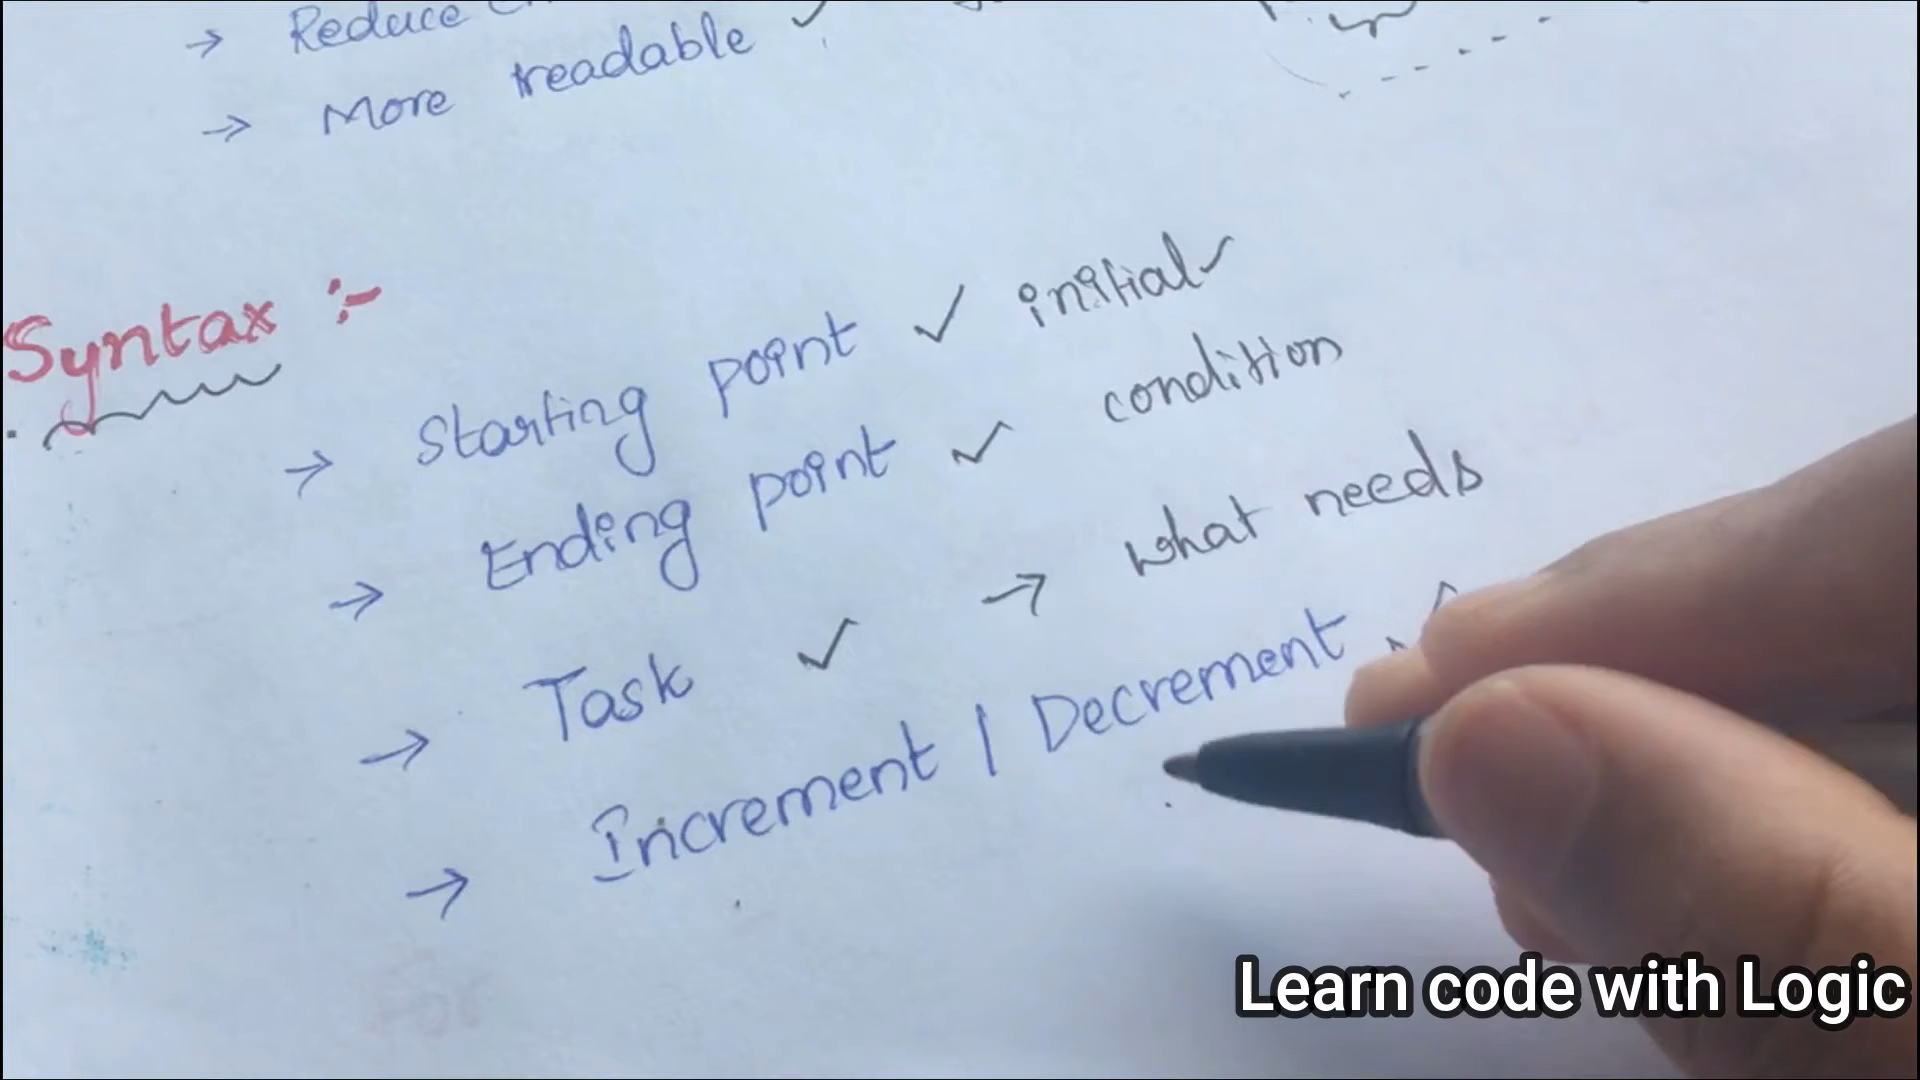 → Reduce
→ More readable ✓
Syntax :-
→ Starting point ✓ initial ✓
→ Ending point ✓ condition
→ Task ✓ → what needs
→ Increment | Decrement ✓
Learn code with Logic